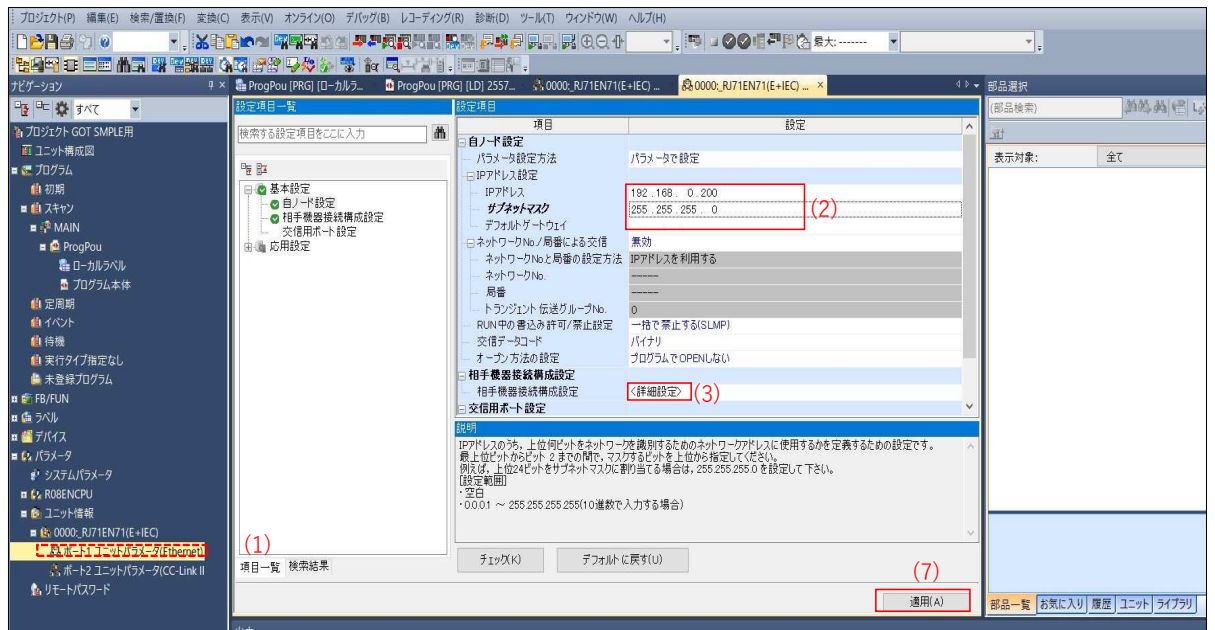 プロジェクト(P) 編集(E) 検索/置換(F) 変換(C) 表示(V) オンライン(O) デバッグ(B) レコーディング(R) 診断(D) ツール(T) ウィンドウ(W) ヘルプ(H)
最大: -------
ナビゲーション
すべて
プロジェクト GOT SMPLE用
ユニット構成図
プログラム
初期
スキャン
MAIN
ProgPou
ローカルラベル
プログラム本体
定周期
イベント
待機
実行タイプ指定なし
未登録プログラム
FB/FUN
ラベル
デバイス
パラメータ
システムパラメータ
R08ENCPU
ユニット情報
0000:_RJ71EN71(E+IEC)
ポート1 ユニットパラメータ(Ethernet)
ポート2 ユニットパラメータ(CC-Link II
リモートパスワード
(1)
ProgPou [PRG] [ローカルラ... ProgPou [PRG] [LD] 2557... 0000:_RJ71EN71(E+IEC) ... 0000:_RJ71EN71(E+IEC) ... ×
設定項目一覧
検索する設定項目をここに入力
基本設定
自ノード設定
相手機器接続構成設定
交信用ポート設定
応用設定
項目一覧 検索結果
設定項目
項目 設定
自ノード設定
パラメータ設定方法 パラメータで設定
IPアドレス設定
IPアドレス 192 . 168 . 0 . 200
サブネットマスク 255 . 255 . 255 . 0
(2)
デフォルトゲートウェイ
ネットワークNo./局番による交信 無効
ネットワークNoと局番の設定方法 IPアドレスを利用する
ネットワークNo. -----
局番 -----
トランジェント伝送グループNo. 0
RUN中の書込み許可/禁止設定 一括で禁止する(SLMP)
交信データコード バイナリ
オープン方法の設定 プログラムでOPENしない
相手機器接続構成設定
相手機器接続構成設定 <詳細設定> (3)
交信用ポート設定
説明
IPアドレスのうち, 上位何ビットをネットワークを識別するためのネットワークアドレスに使用するかを定義するための設定です。
最上位ビットからビット 2 までの間で, マスクするビットを上位から指定してください。
例えば, 上位24ビットをサブネットマスクに割り当てる場合は, 255.255.255.0 を設定して下さい。
[設定範囲]
・空白
・0.0.0.1 ～ 255.255.255.255(10進数で入力する場合)
チェック(K) デフォルトに戻す(U)
(7)
適用(A)
部品選択
(部品検索)
表示対象: 全て
部品一覧 お気に入り 履歴 ユニット ライブラリ